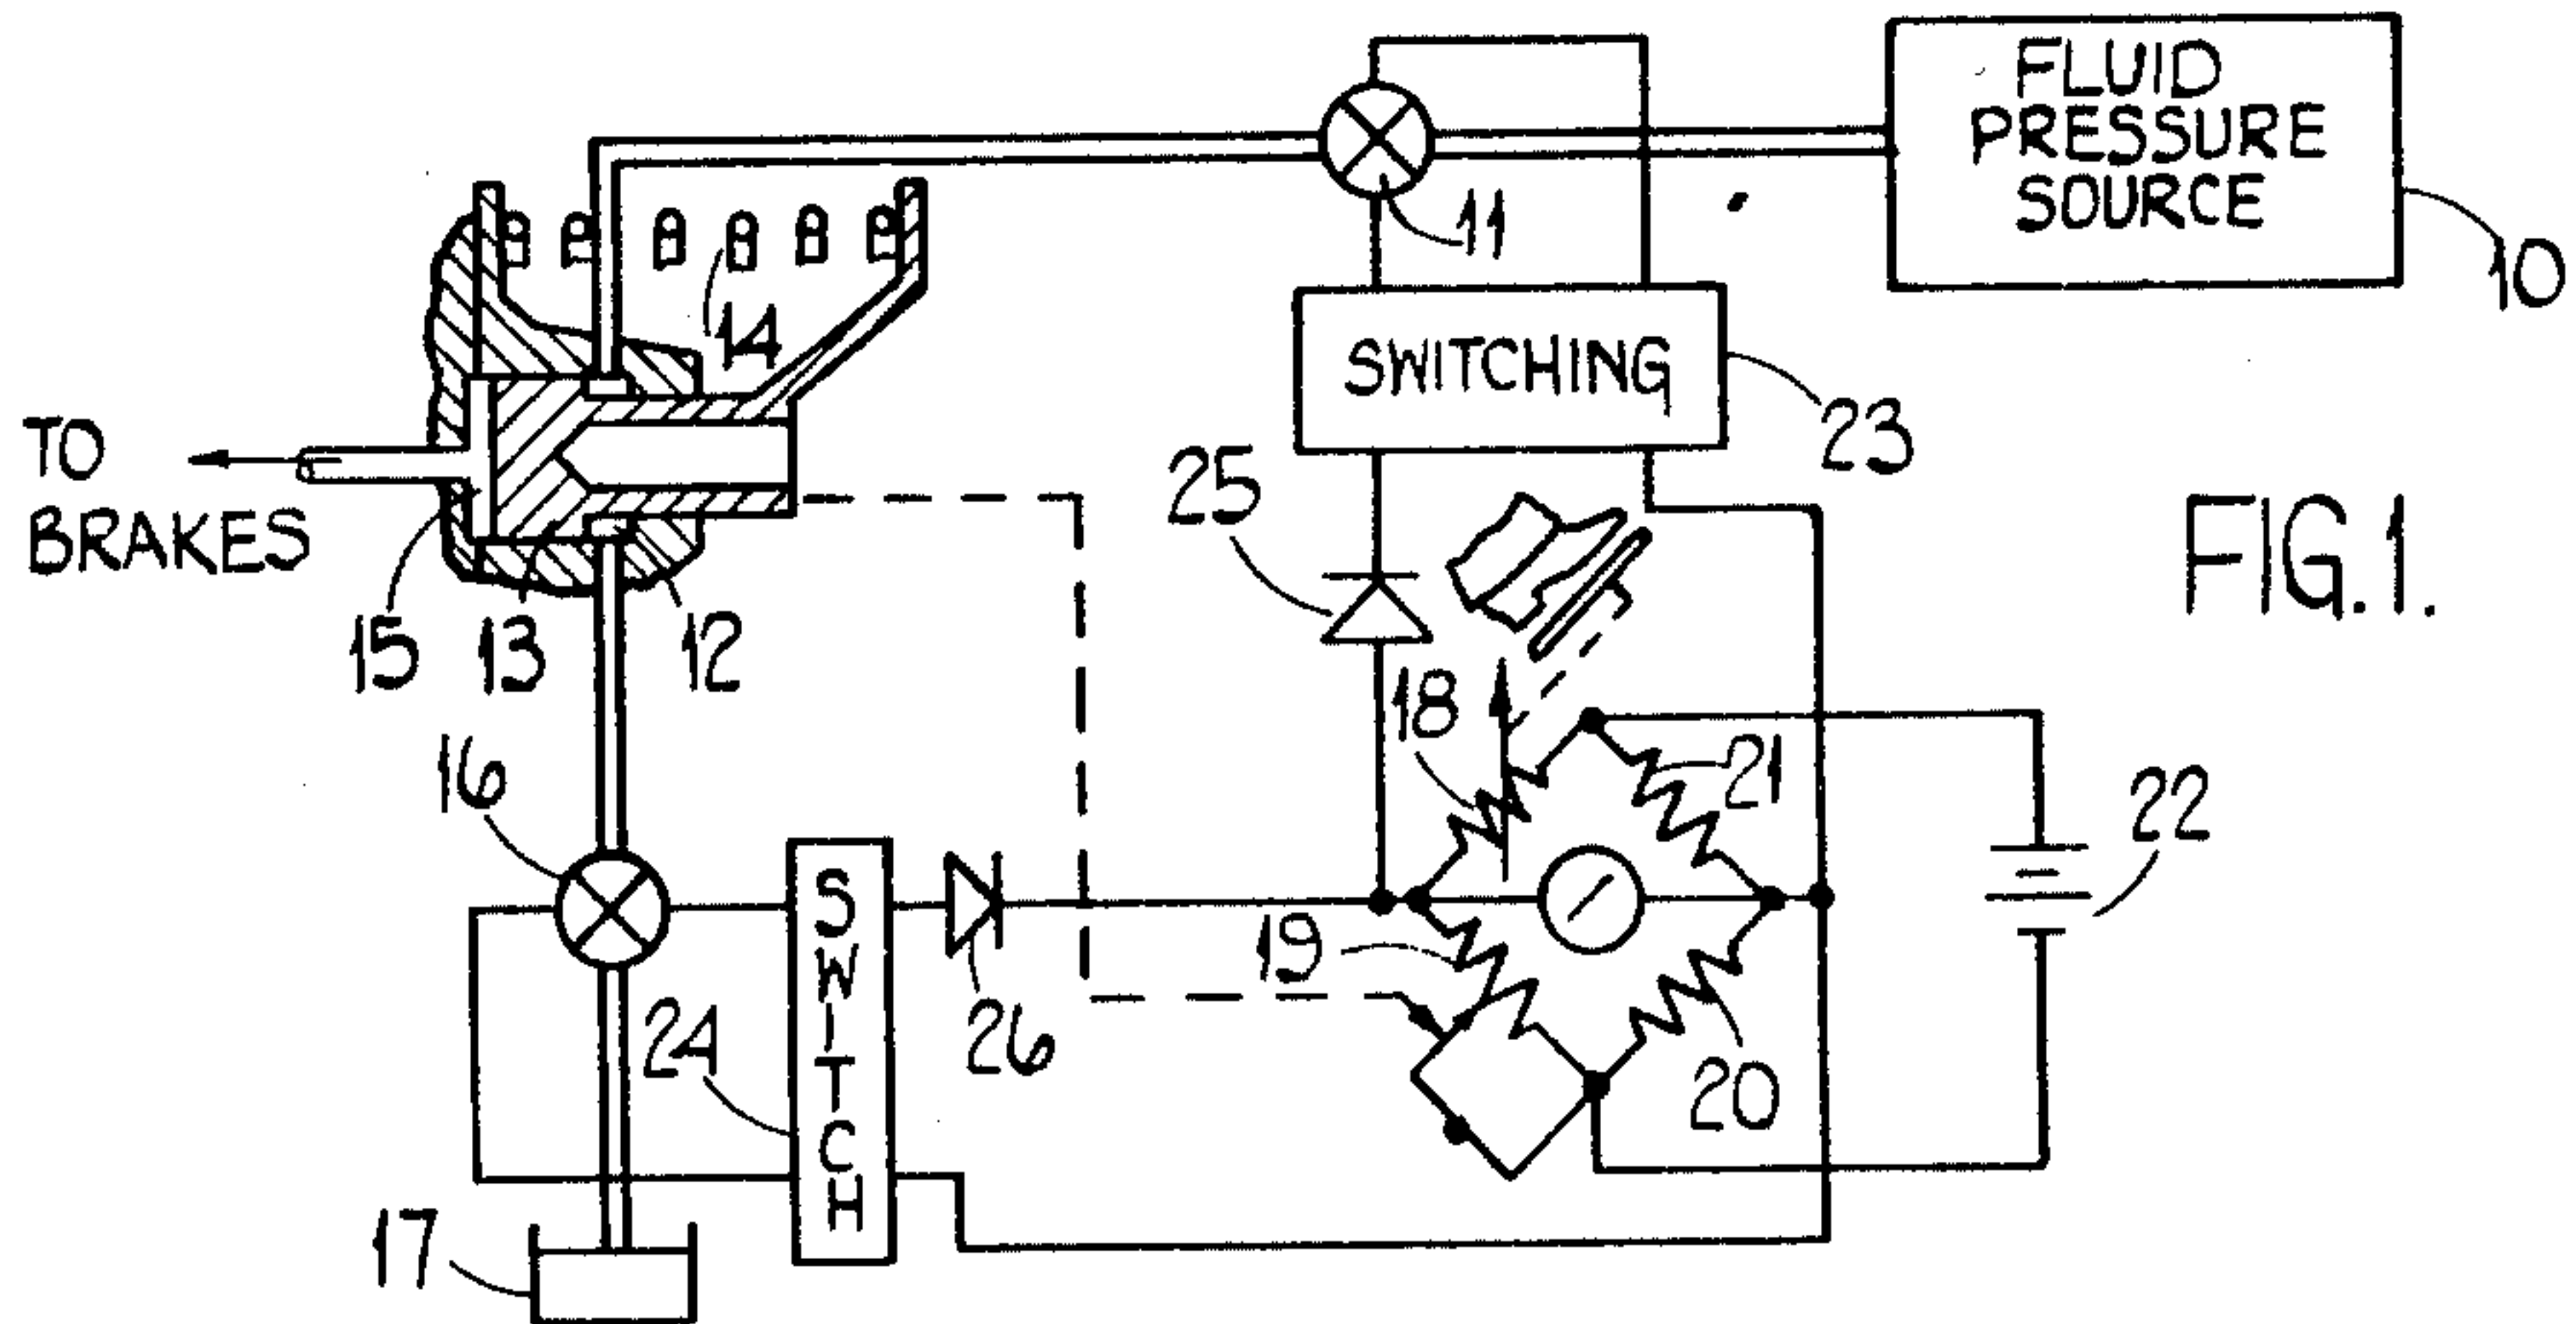 FLUID
PRESSURE
SOURCE
10
11
14
SWITCHING
23
TO
BRAKES
25
FIG.1.
15
13
12
18
21
22
16
19
26
24
SWITCH
20
17